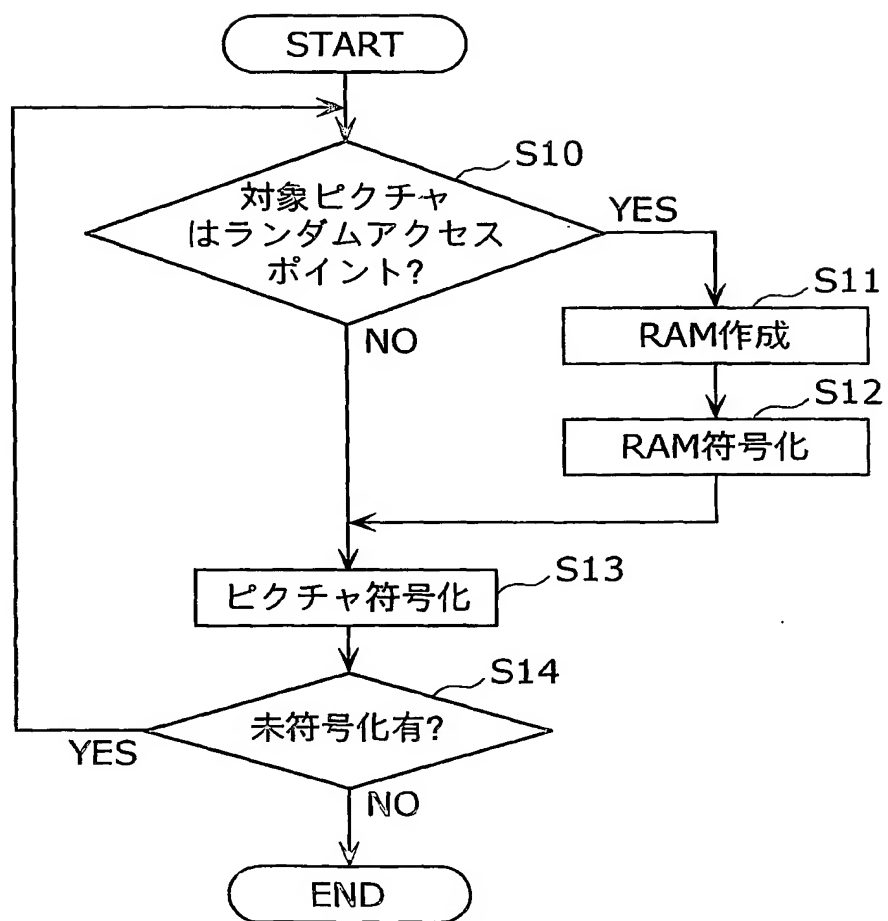 START
S10
対象ピクチャ
はランダムアクセス
ポイント?
YES
NO
S11
RAM作成
S12
RAM符号化
S13
ピクチャ符号化
S14
未符号化有?
YES
NO
END